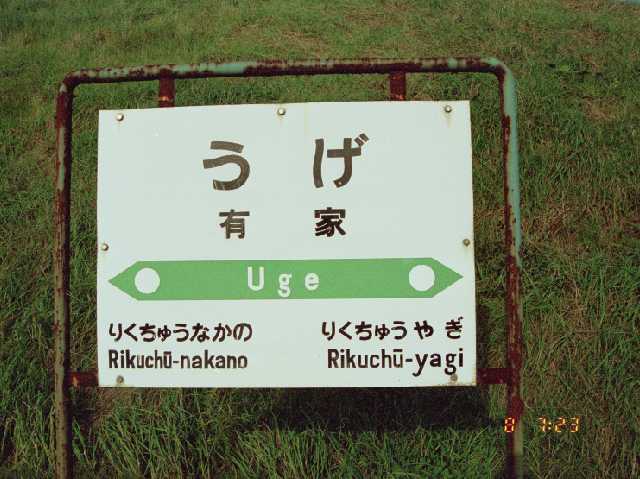 うげ
有家
Uge
りくちゅうなかの りくちゅうやぎ
Rikuchū-nakano Rikuchū-yagi
8 7:23